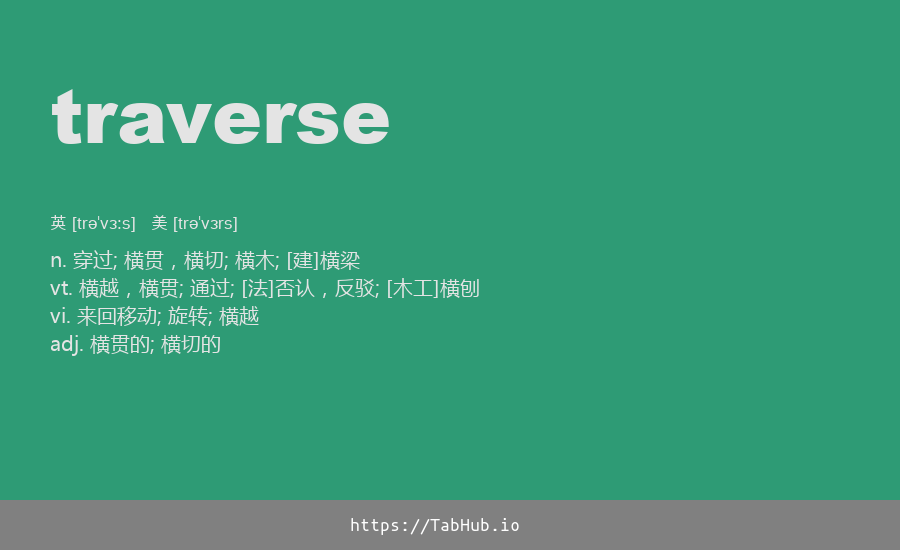 traverse
英 [trə'vɜːs] 美 [trə'vɜrs]
n. 穿过; 横贯，横切; 横木; [建]横梁
vt. 横越，横贯; 通过; [法]否认，反驳; [木工]横刨
vi. 来回移动; 旋转; 横越
adj. 横贯的; 横切的
https://TabHub.io